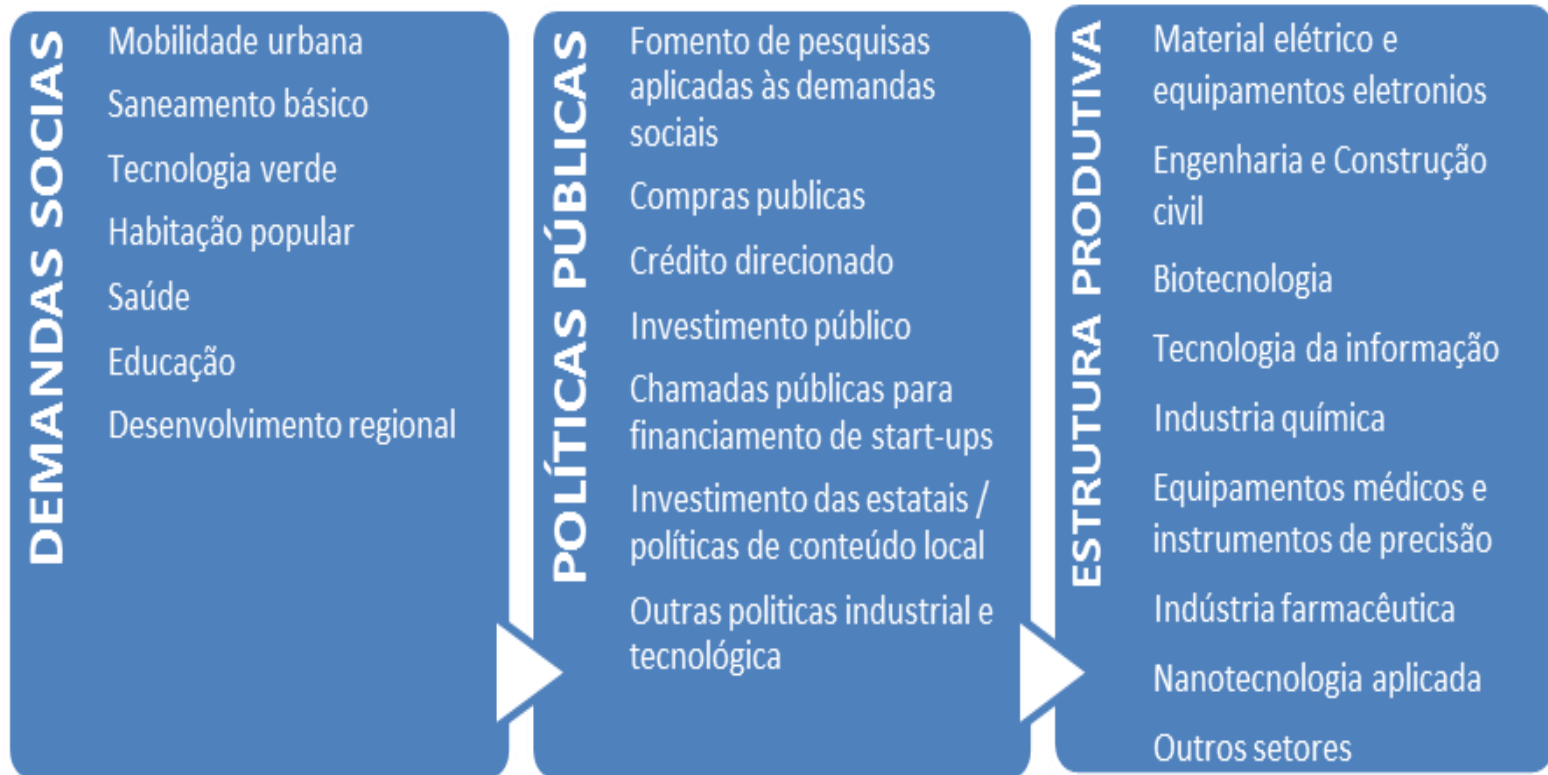 DEMANDAS SOCIAS
Mobilidade urbana
Saneamento básico
Tecnologia verde
Habitação popular
Saúde
Educação
Desenvolvimento regional
POLÍTICAS PÚBLICAS
Fomento de pesquisas
aplicadas às demandas
sociais
Compras publicas
Crédito direcionado
Investimento público
Chamadas públicas para
financiamento de start-ups
Investimento das estatais /
políticas de conteúdo local
Outras politicas industrial e
tecnológica
ESTRUTURA PRODUTIVA
Material elétrico e
equipamentos eletronios
Engenharia e Construção
civil
Biotecnologia
Tecnologia da informação
Industria química
Equipamentos médicos e
instrumentos de precisão
Indústria farmacêutica
Nanotecnologia aplicada
Outros setores